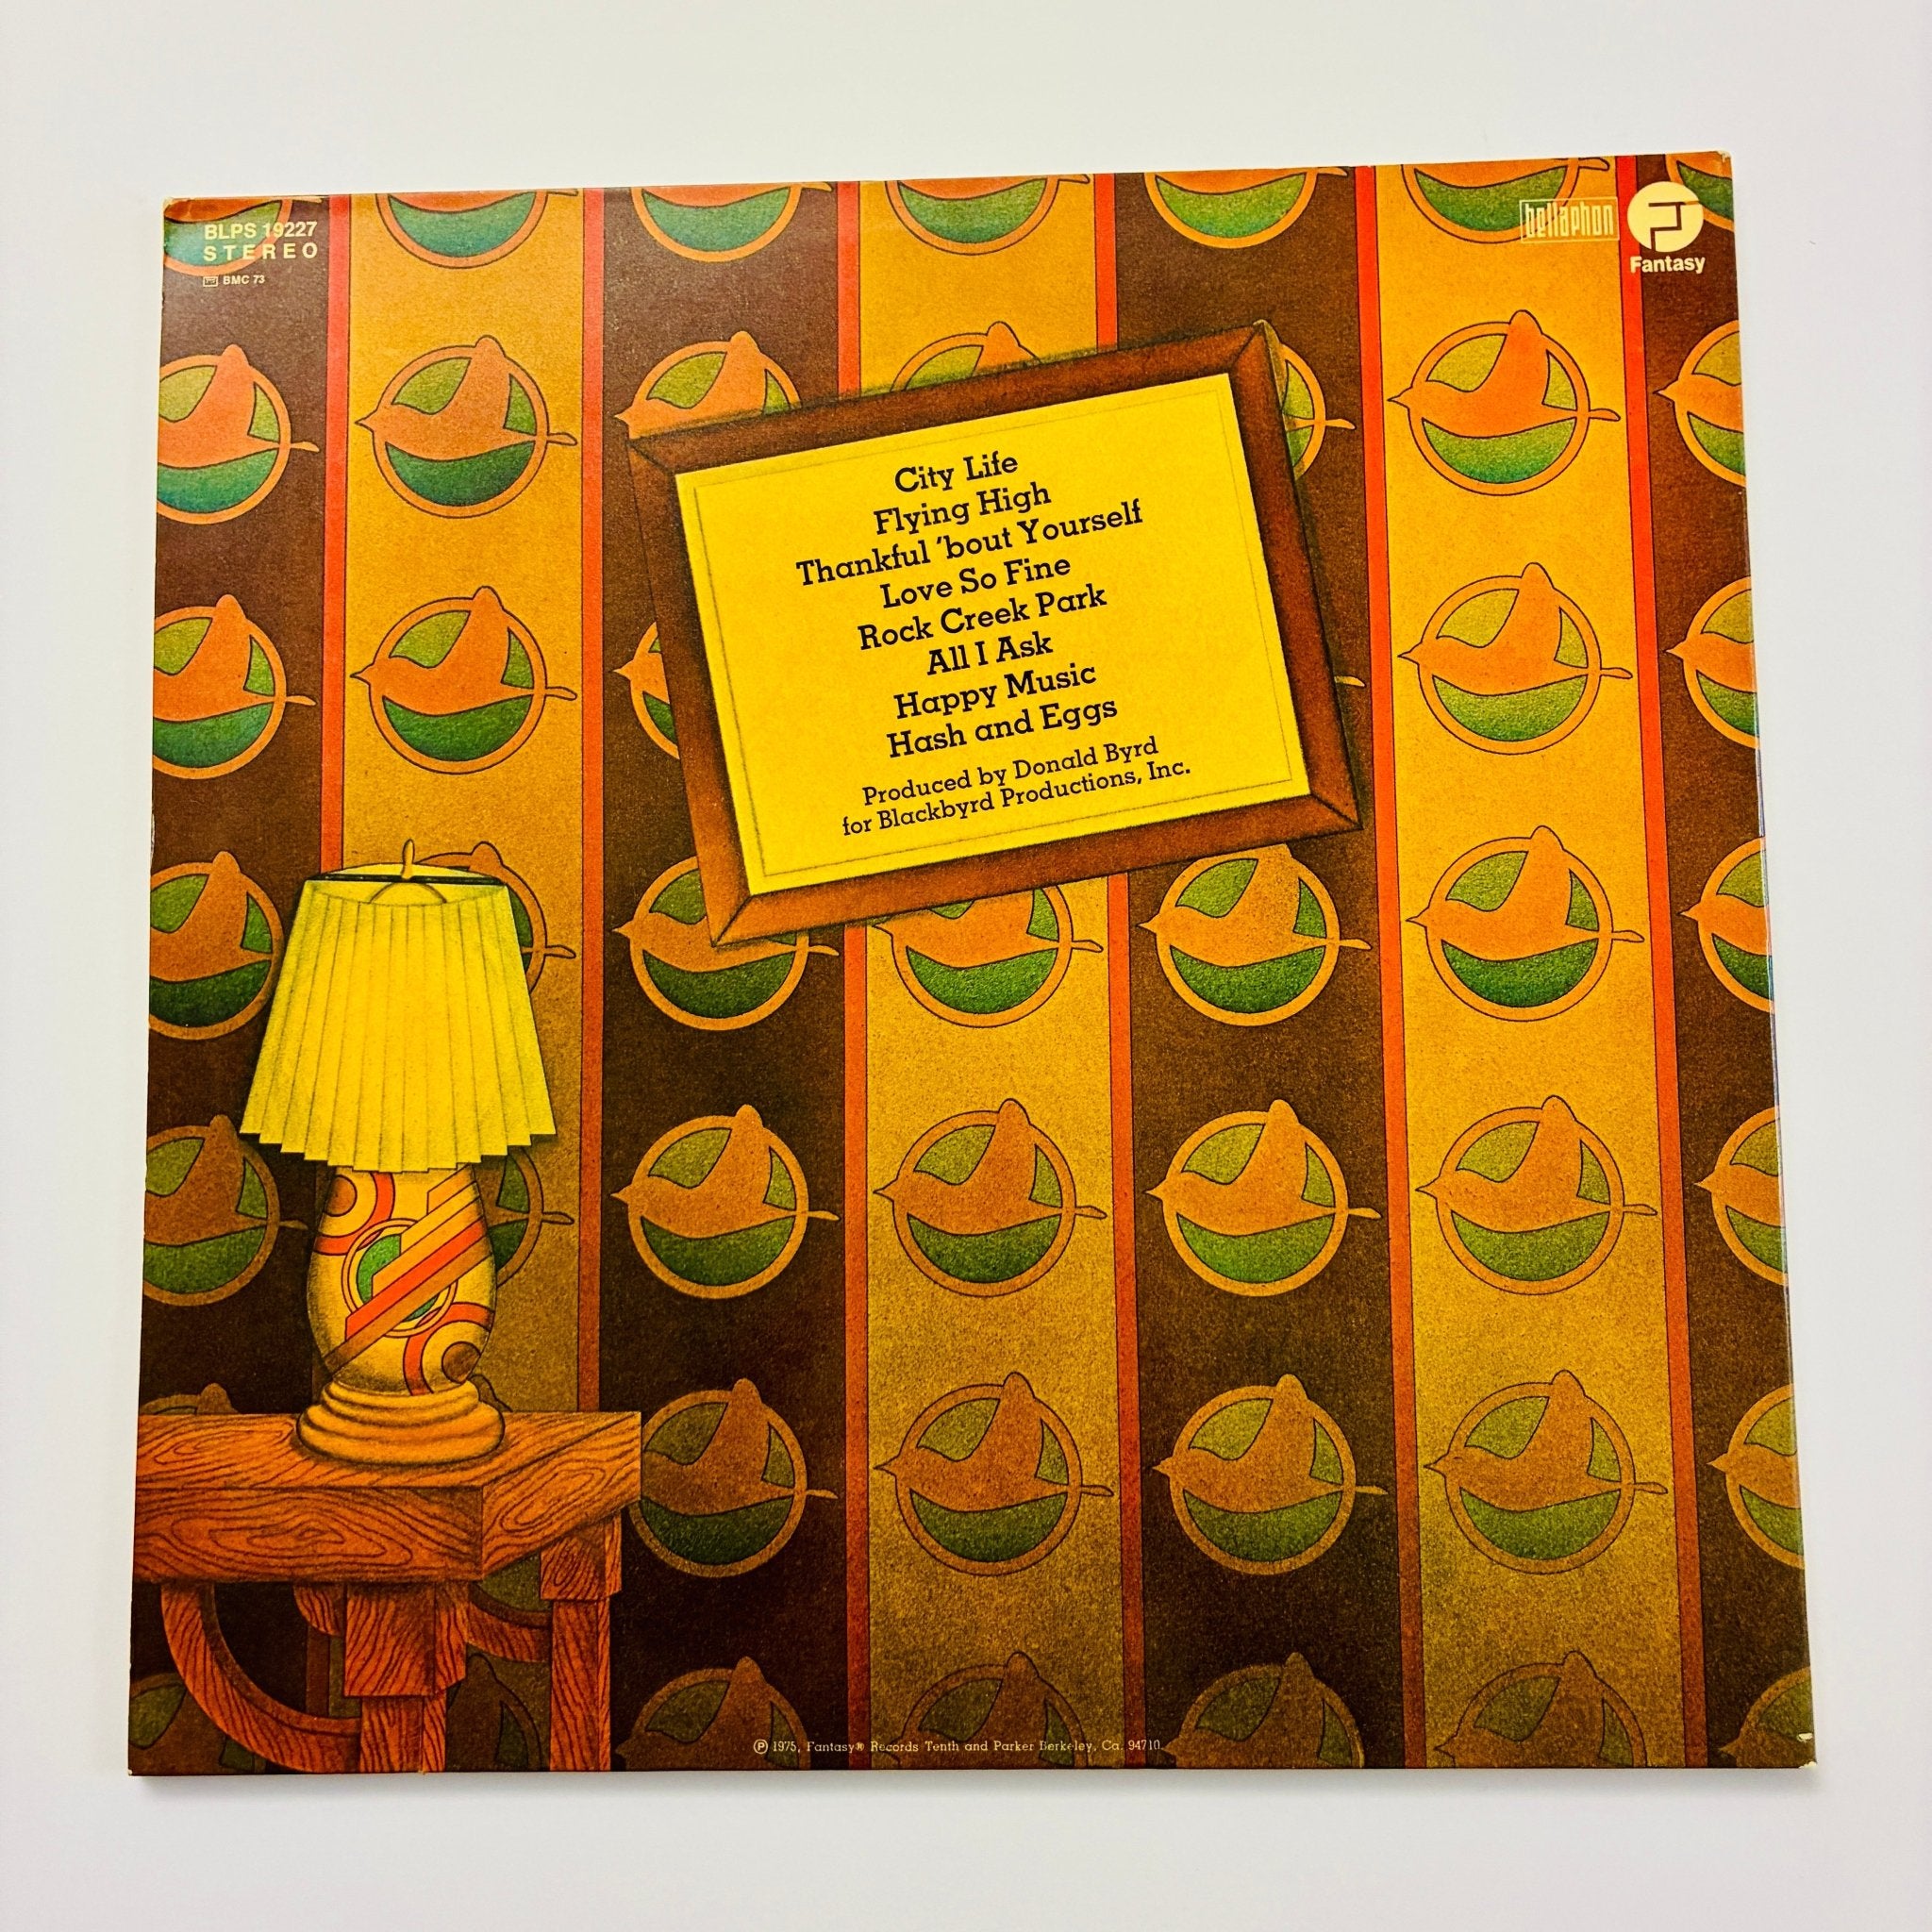 BLPS 19227
STEREO
BMC 73
bellaphon
Fantasy
City Life
Flying High
Thankful 'bout Yourself
Love So Fine
Rock Creek Park
All I Ask
Happy Music
Hash and Eggs
Produced by Donald Byrd
for Blackbyrd Productions, Inc.
℗ 1975, Fantasy® Records Tenth and Parker Berkeley, Ca. 94710